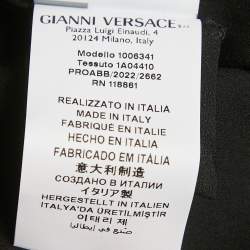 GIANNI VERSACE S.r.l.
Piazza Luigi Einaudi, 4
20124 Milano, Italy
Modello 1006341
Tessuto 1A04410
PROABB/2022/2662
RN 118861
REALIZZATO IN ITALIA
MADE IN ITALY
FABRIQUÉ EN ITALIE
HECHO EN ITALIA
FABRICADO EM ITÁLIA
意大利制造
СОЗДАНО В ИТАЛИИ
イタリア製
HERGESTELLT IN ITALIEN
ITALYA'DA ÜRETİLMİŞTİR
이태리 제
صنع في إيطاليا